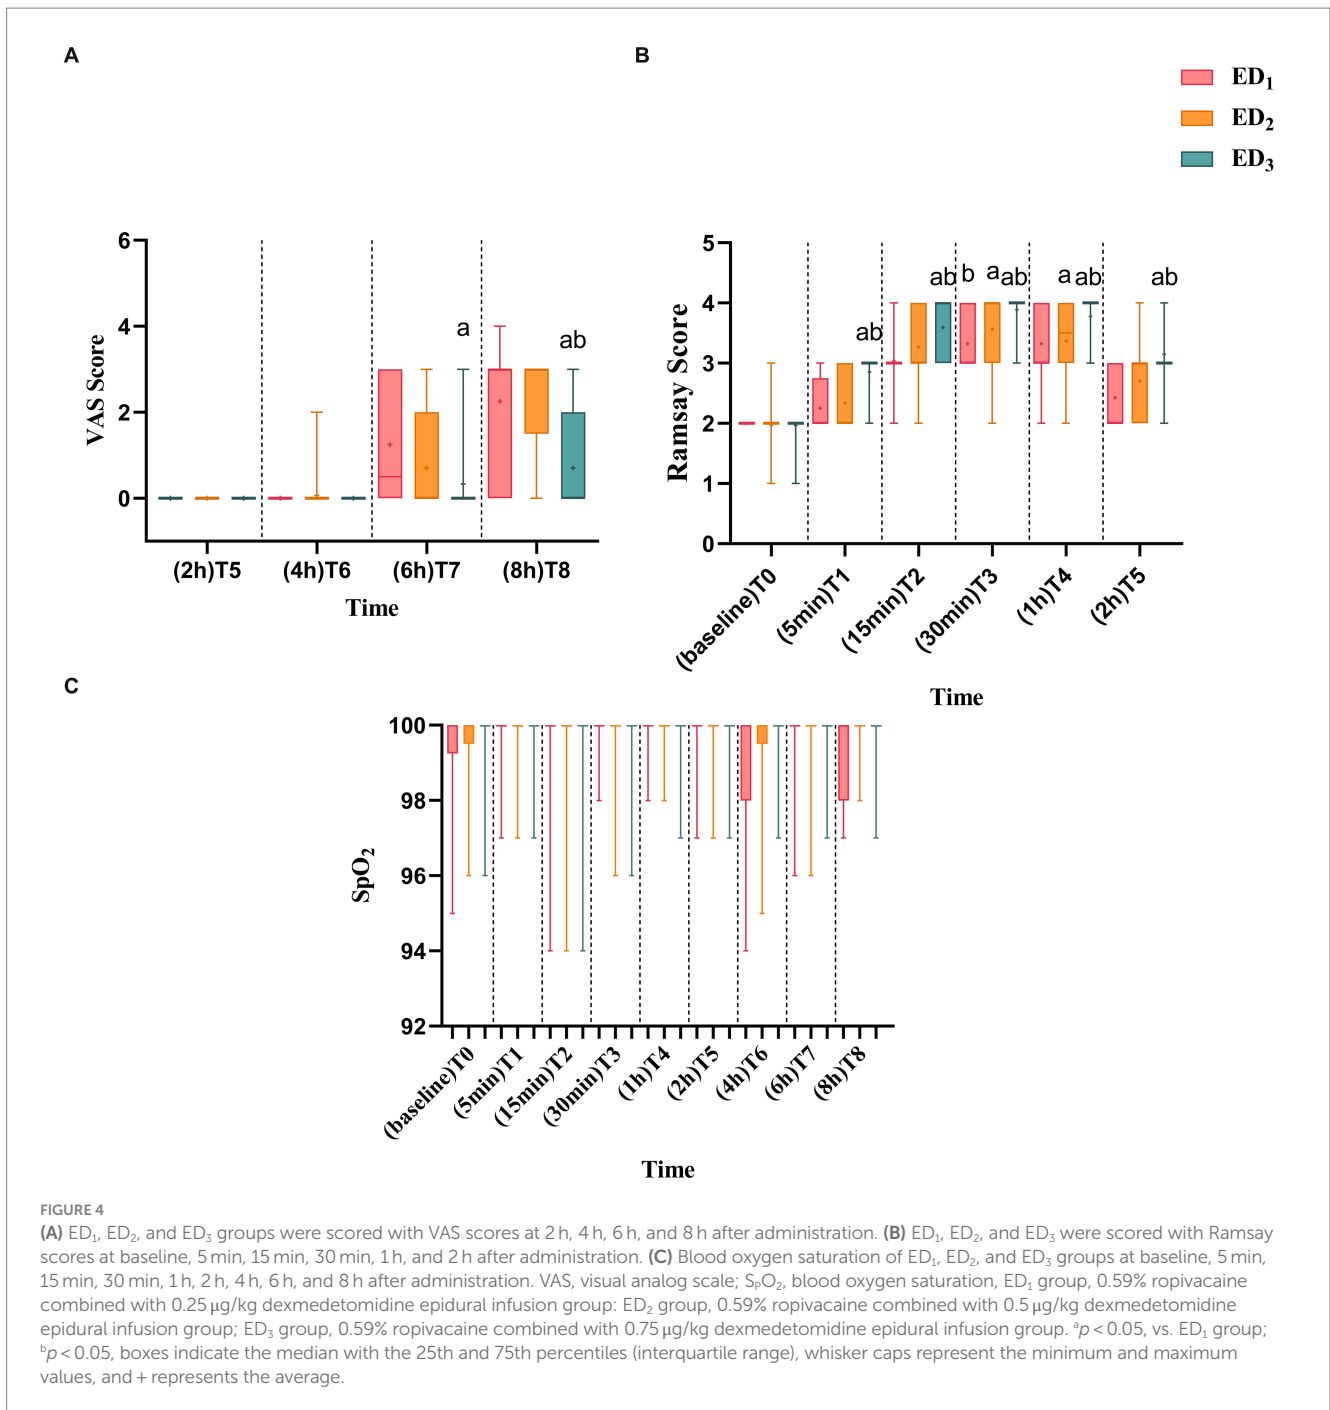 A
B
ED1
ED2
ED3
6
4
2
0
VAS Score
a
ab
(2h)T5
(4h)T6
(6h)T7
(8h)T8
Time
5
4
3
2
1
0
Ramsay Score
ab
ab
b
a
ab
a
ab
ab
(baseline)T0
(5min)T1
(15min)T2
(30min)T3
(1h)T4
(2h)T5
Time
C
100
98
96
94
92
SpO2
(baseline)T0
(5min)T1
(15min)T2
(30min)T3
(1h)T4
(2h)T5
(4h)T6
(6h)T7
(8h)T8
Time
FIGURE 4
(A) ED1, ED2, and ED3 groups were scored with VAS scores at 2 h, 4 h, 6 h, and 8 h after administration. (B) ED1, ED2, and ED3 were scored with Ramsay
scores at baseline, 5 min, 15 min, 30 min, 1 h, and 2 h after administration. (C) Blood oxygen saturation of ED1, ED2, and ED3 groups at baseline, 5 min,
15 min, 30 min, 1 h, 2 h, 4 h, 6 h, and 8 h after administration. VAS, visual analog scale; SPO2, blood oxygen saturation, ED1 group, 0.59% ropivacaine
combined with 0.25 μg/kg dexmedetomidine epidural infusion group: ED2 group, 0.59% ropivacaine combined with 0.5 μg/kg dexmedetomidine
epidural infusion group; ED3 group, 0.59% ropivacaine combined with 0.75 μg/kg dexmedetomidine epidural infusion group. ap < 0.05, vs. ED1 group;
bp < 0.05, boxes indicate the median with the 25th and 75th percentiles (interquartile range), whisker caps represent the minimum and maximum
values, and + represents the average.